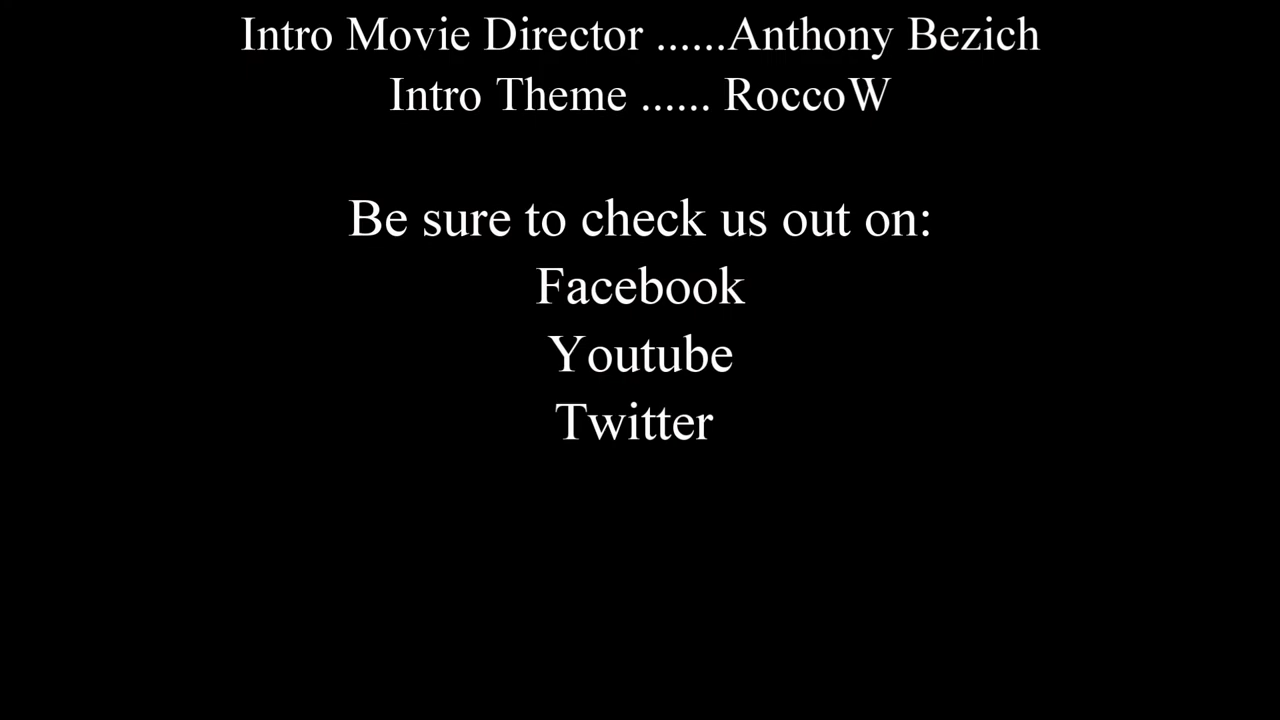 Intro Movie Director ......Anthony Bezich
Intro Theme ...... RoccoW
Be sure to check us out on:
Facebook
Youtube
Twitter